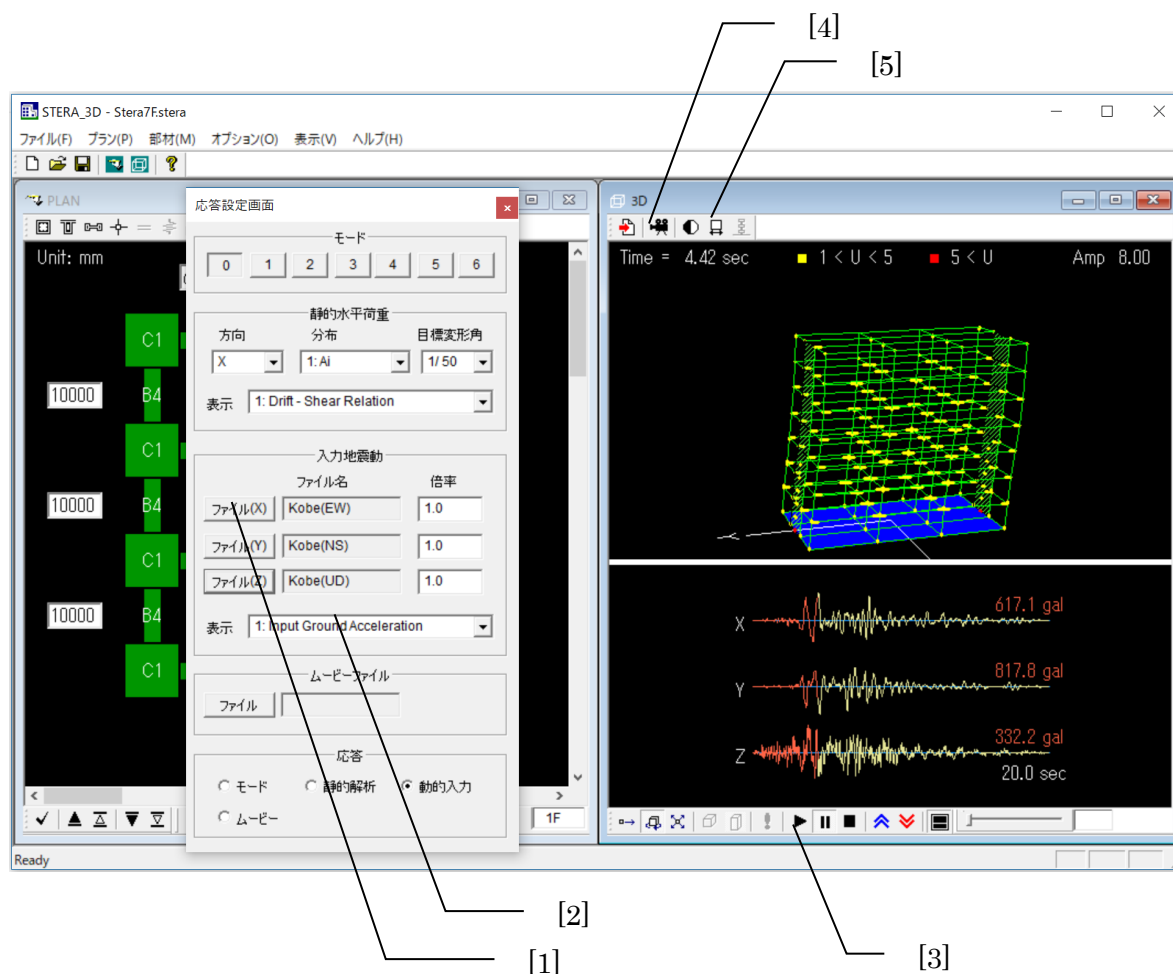 [4]
[5]
STERA_3D - Stera7F.stera
ファイル(F) プラン(P) 部材(M) オプション(O) 表示(V) ヘルプ(H)
PLAN
Unit: mm
C1
10000 B4
C1
10000 B4
C1
10000 B4
C1
1F
応答設定画面
モード
0 1 2 3 4 5 6
静的水平荷重
方向 分布 目標変形角
X 1: Ai 1/ 50
表示 1: Drift - Shear Relation
入力地震動
ファイル名 倍率
ファイル(X) Kobe(EW) 1.0
ファイル(Y) Kobe(NS) 1.0
ファイル(Z) Kobe(UD) 1.0
表示 1: Input Ground Acceleration
ムービーファイル
ファイル
応答
モード 静的解析 動的入力
ムービー
3D
Time = 4.42 sec 1 < U < 5 5 < U Amp 8.00
Y
X 617.1 gal
Y 817.8 gal
Z 332.2 gal
20.0 sec
Ready
[2]
[1]
[3]